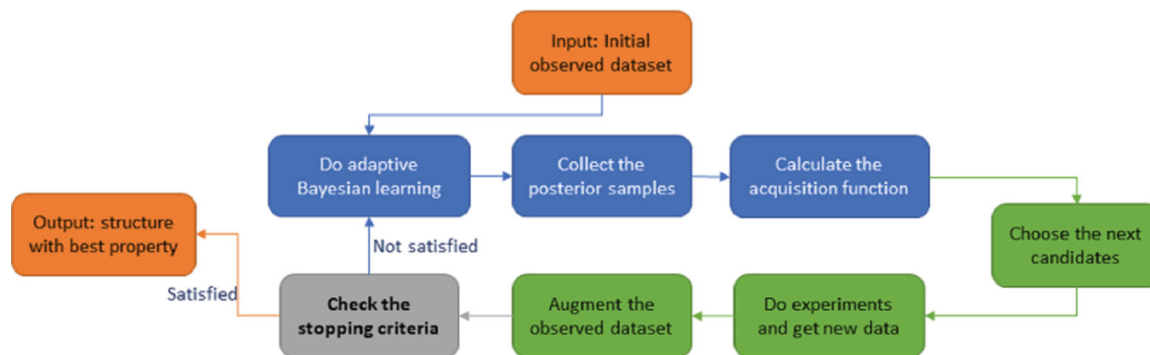 Input: Initial
observed dataset
Do adaptive
Bayesian learning
Collect the
posterior samples
Calculate the
acquisition function
Output: structure
with best property
Not satisfied
Choose the next
candidates
Satisfied
Check the
stopping criteria
Augment the
observed dataset
Do experiments
and get new data